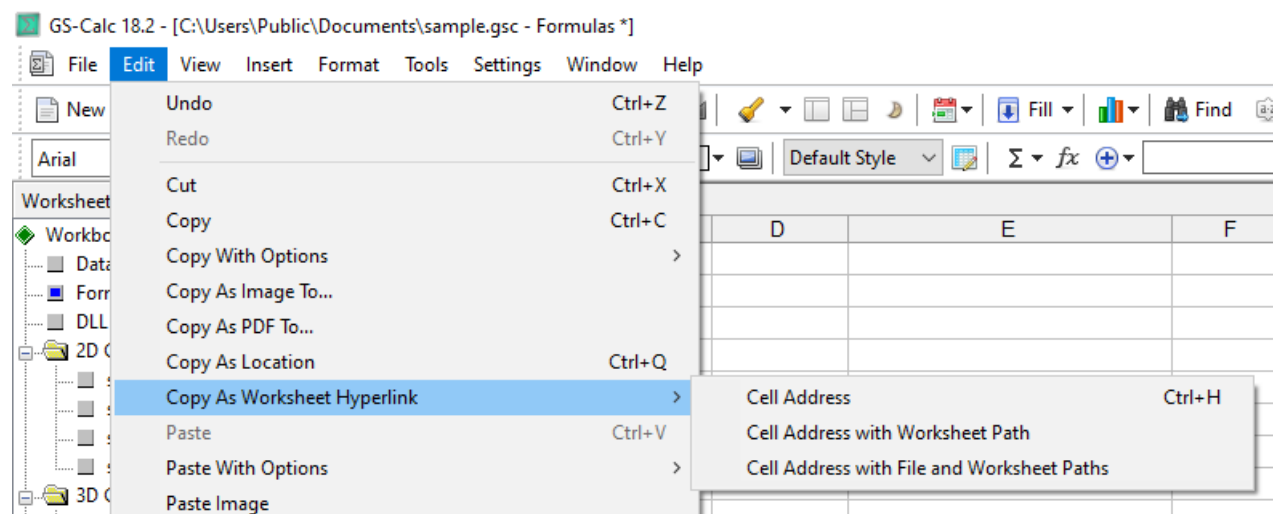 GS-Calc 18.2 - [C:\Users\Public\Documents\sample.gsc - Formulas *]
File Edit View Insert Format Tools Settings Window Help
New Fill Find
Arial Default Style Σ fx
Undo Ctrl+Z
Redo Ctrl+Y
Cut Ctrl+X
Copy Ctrl+C
Copy With Options
Copy As Image To...
Copy As PDF To...
Copy As Location Ctrl+Q
Copy As Worksheet Hyperlink
Paste Ctrl+V
Paste With Options
Paste Image
Cell Address Ctrl+H
Cell Address with Worksheet Path
Cell Address with File and Worksheet Paths
Worksheet
D E F
DLL
2D
3D